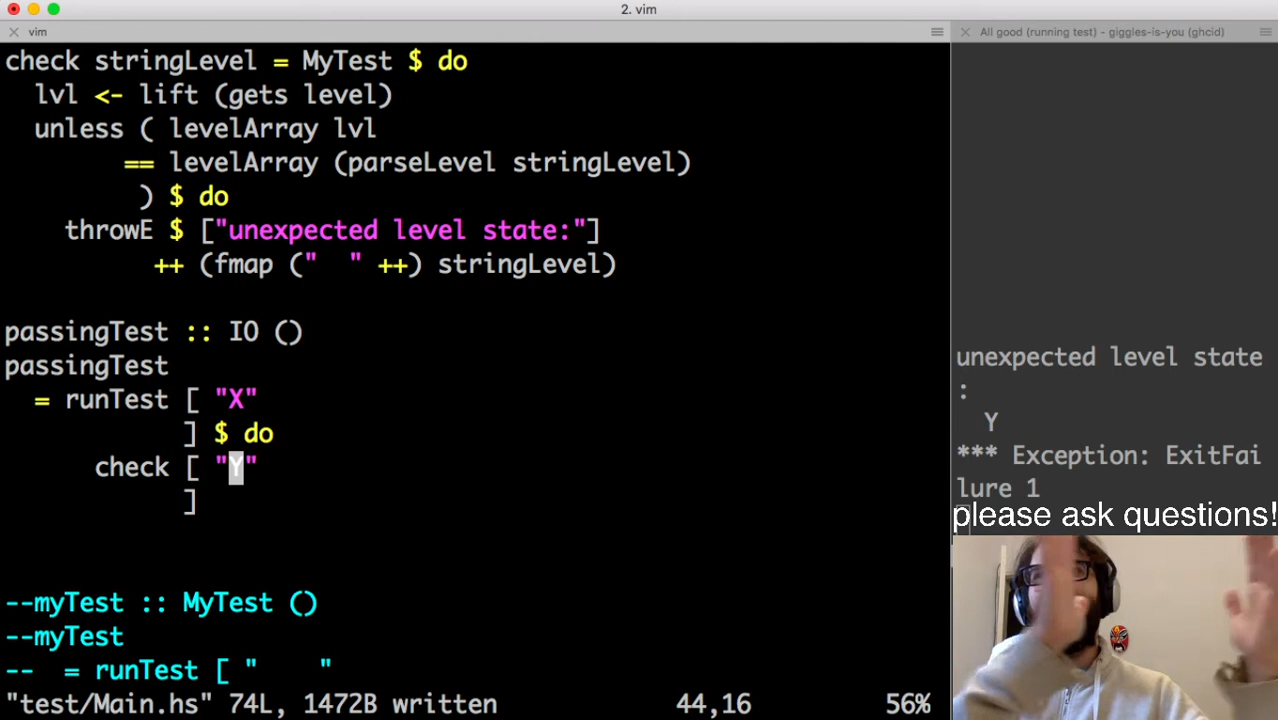 2. vim
vim
All good (running test) - giggles-is-you (ghcid)
check stringLevel = MyTest $ do
  lvl <- lift (gets level)
  unless ( levelArray lvl
        == levelArray (parseLevel stringLevel)
         ) $ do
    throwE $ ["unexpected level state:"]
          ++ (fmap ("  " ++) stringLevel)
passingTest :: IO ()
passingTest
  = runTest [ "X"
            ] $ do
      check [ "Y"
            ]
--myTest :: MyTest ()
--myTest
--  = runTest [ "    "
"test/Main.hs" 74L, 1472B written 44,16 56%
unexpected level state
:
  Y
*** Exception: ExitFai
lure 1
please ask questions!